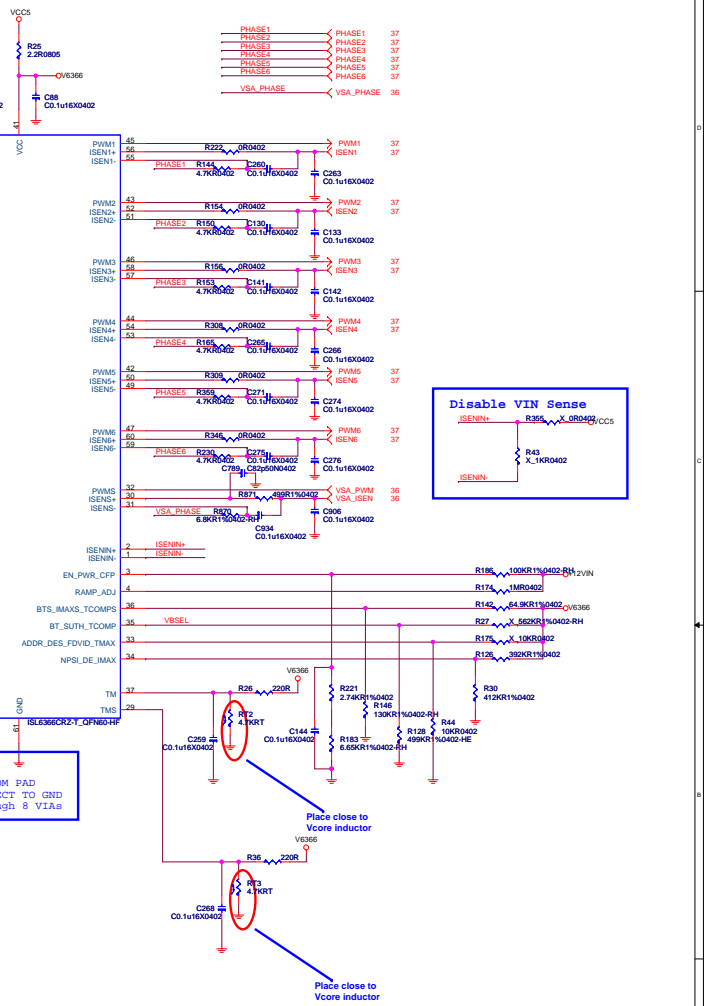 VCC5
R25
2.2R0805
V6366
C88
C0.1u16X0402
PHASE1 PHASE1 37
PHASE2 PHASE2 37
PHASE3 PHASE3 37
PHASE4 PHASE4 37
PHASE5 PHASE5 37
PHASE6 PHASE6 37
VSA_PHASE VSA_PHASE 36
D
41
VCC
PWM1 45 PWM1 37
ISEN1+ 56 R222 0R0402 ISEN1 37
ISEN1- 55
PHASE1 R144 C260
4.7KR0402 C0.1u16X0402
C263
C0.1u16X0402
PWM2 43 PWM2 37
ISEN2+ 52 R154 0R0402 ISEN2 37
ISEN2- 51
PHASE2 R150 C130
4.7KR0402 C0.1u16X0402
C133
C0.1u16X0402
PWM3 46 PWM3 37
ISEN3+ 58 R156 0R0402 ISEN3 37
ISEN3- 57
PHASE3 R153 C141
4.7KR0402 C0.1u16X0402
C142
C0.1u16X0402
PWM4 44 PWM4 37
ISEN4+ 54 R308 0R0402 ISEN4 37
ISEN4- 53
PHASE4 R165 C265
4.7KR0402 C0.1u16X0402
C266
C0.1u16X0402
PWM5 42 PWM5 37
ISEN5+ 50 R309 0R0402 ISEN5 37
ISEN5- 49
PHASE5 R359 C271
4.7KR0402 C0.1u16X0402
C274
C0.1u16X0402
Disable VIN Sense
ISENIN+ R355 X_0R0402 VCC5
R43
X_1KR0402
ISENIN-
C
PWM6 47 PWM6 37
ISEN6+ 60 R346 0R0402 ISEN6 37
ISEN6- 59
PHASE6 R230 C275
4.7KR0402 C0.1u16X0402
C276
C0.1u16X0402
C789 C82p50N0402
PWMS 32 VSA_PWM 36
ISENS+ 30 R871 499R1%0402 VSA_ISEN 36
ISENS- 31
VSA_PHASE R870
6.8KR1%0402-RH
C906
C0.1u16X0402
C934
C0.1u16X0402
ISENIN+ 2 ISENIN+
ISENIN- 1 ISENIN-
EN_PWR_CFP 3 R186 100KR1%0402-RH +12VIN
RAMP_ADJ 4 R174 1MR0402
BTS_IMAXS_TCOMPS 36 R142 64.9KR1%0402 V6366
BT_SUTH_TCOMP 35 VBSEL R27 X_562KR1%0402-RH
ADDR_DES_FDVID_TMAX 33 R175 X_10KR0402
NPSI_DE_IMAX 34 R126 392KR1%0402
V6366
TM 37 R26 220R
TMS 29
GND
61
ISL6366CRZ-T_QFN60-HF
RT2
4.7KRT
C259
C0.1u16X0402
C144
C0.1u16X0402
R221
2.74KR1%0402
R183
6.65KR1%0402-RH
R146
130KR1%0402-RH
R128
499KR1%0402-HE
R44
10KR0402
R30
412KR1%0402
OM PAD
ECT TO GND
ugh 8 VIAs
B
Place close to
Vcore inductor
V6366
R36 220R
RT3
4.7KRT
C268
C0.1u16X0402
Place close to
Vcore inductor